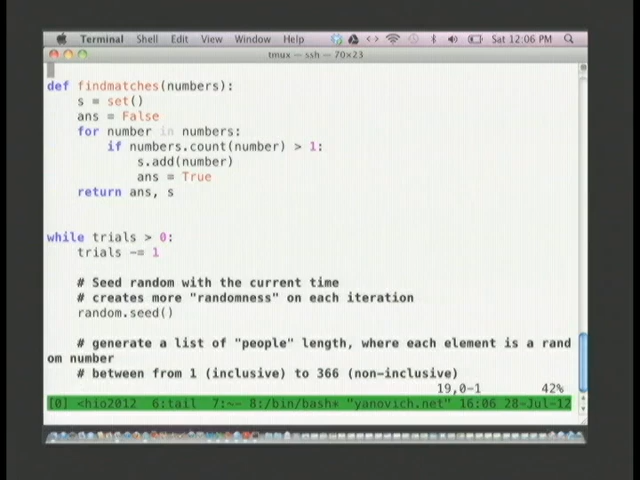 Terminal Shell Edit View Window Help Sat 12:06 PM
tmux — ssh — 70×23
def findmatches(numbers):
s = set()
ans = False
for number in numbers:
if numbers.count(number) > 1:
s.add(number)
ans = True
return ans, s
while trials > 0:
trials -= 1
# Seed random with the current time
# creates more "randomness" on each iteration
random.seed()
# generate a list of "people" length, where each element is a rand
om number
# between from 1 (inclusive) to 366 (non-inclusive)
19,0-1 42%
[0] <hio2012 6:tail 7:~- 8:/bin/bash* "yanovich.net" 16:06 28-Jul-12